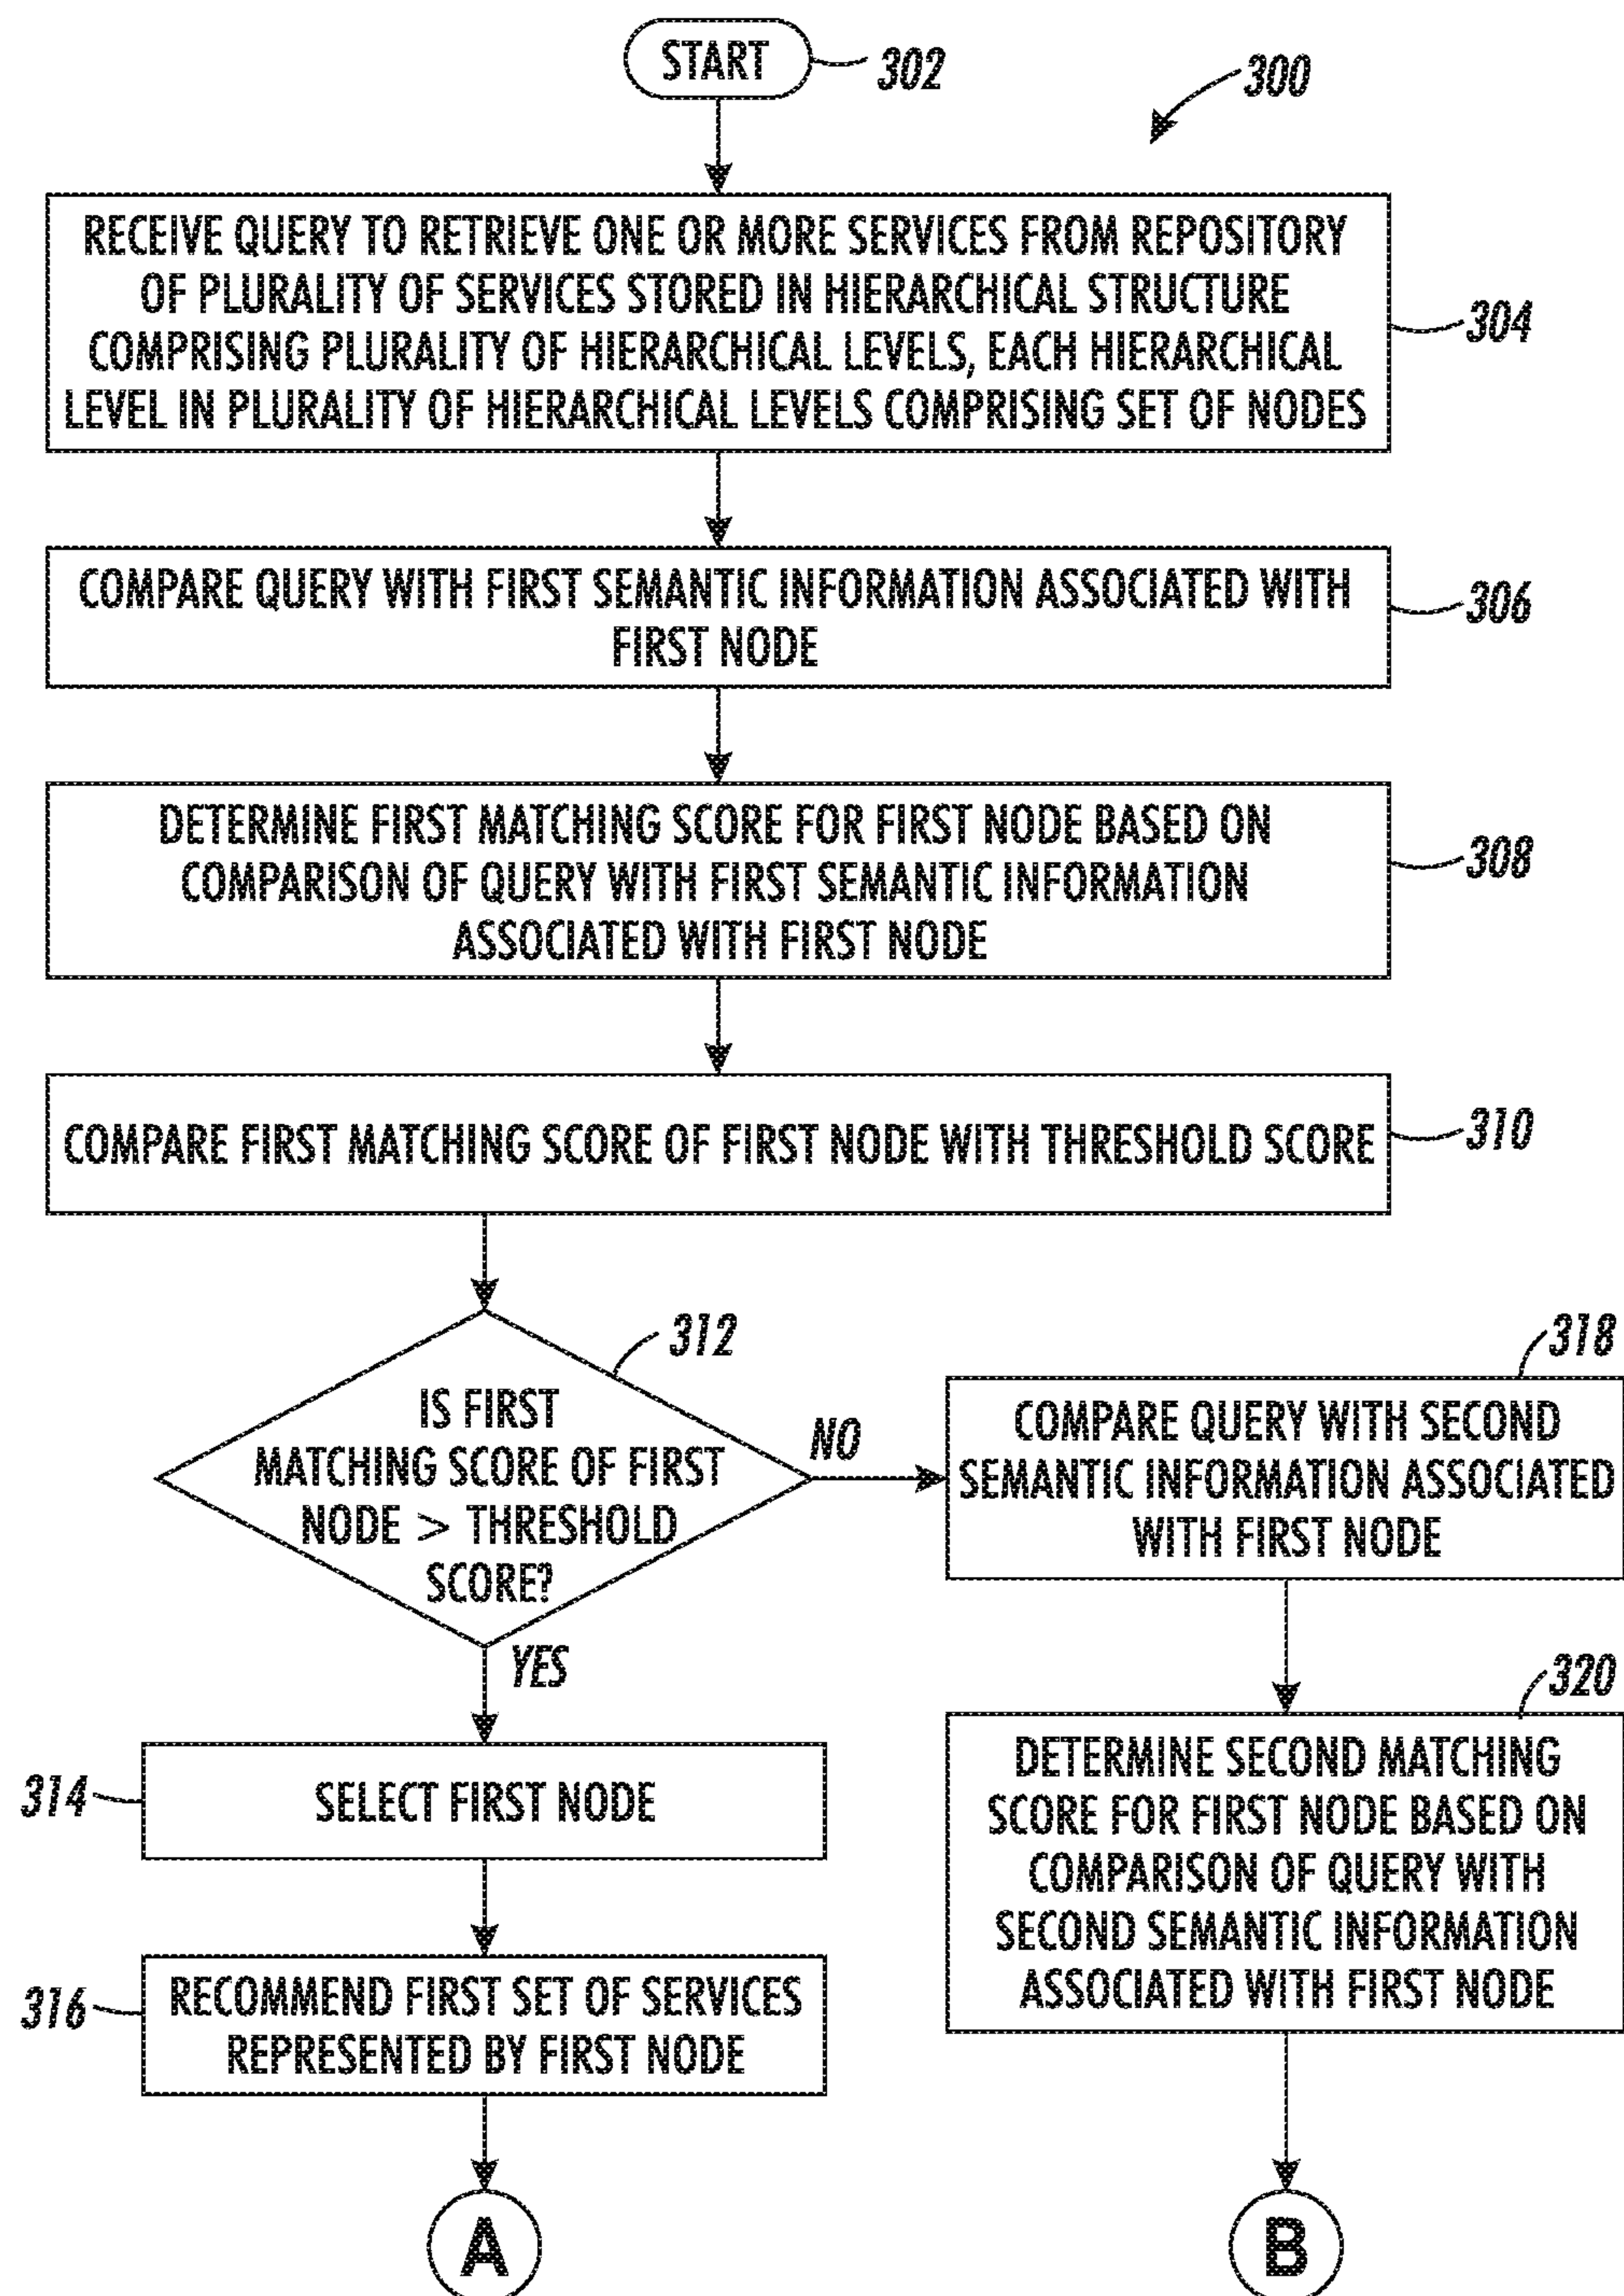 START
302
300
RECEIVE QUERY TO RETRIEVE ONE OR MORE SERVICES FROM REPOSITORY
OF PLURALITY OF SERVICES STORED IN HIERARCHICAL STRUCTURE
COMPRISING PLURALITY OF HIERARCHICAL LEVELS, EACH HIERARCHICAL
LEVEL IN PLURALITY OF HIERARCHICAL LEVELS COMPRISING SET OF NODES
304
COMPARE QUERY WITH FIRST SEMANTIC INFORMATION ASSOCIATED WITH
FIRST NODE
306
DETERMINE FIRST MATCHING SCORE FOR FIRST NODE BASED ON
COMPARISON OF QUERY WITH FIRST SEMANTIC INFORMATION
ASSOCIATED WITH FIRST NODE
308
COMPARE FIRST MATCHING SCORE OF FIRST NODE WITH THRESHOLD SCORE
310
312
IS FIRST
MATCHING SCORE OF FIRST
NODE > THRESHOLD
SCORE?
NO
YES
318
COMPARE QUERY WITH SECOND
SEMANTIC INFORMATION ASSOCIATED
WITH FIRST NODE
314
SELECT FIRST NODE
316
RECOMMEND FIRST SET OF SERVICES
REPRESENTED BY FIRST NODE
320
DETERMINE SECOND MATCHING
SCORE FOR FIRST NODE BASED ON
COMPARISON OF QUERY WITH
SECOND SEMANTIC INFORMATION
ASSOCIATED WITH FIRST NODE
A
B